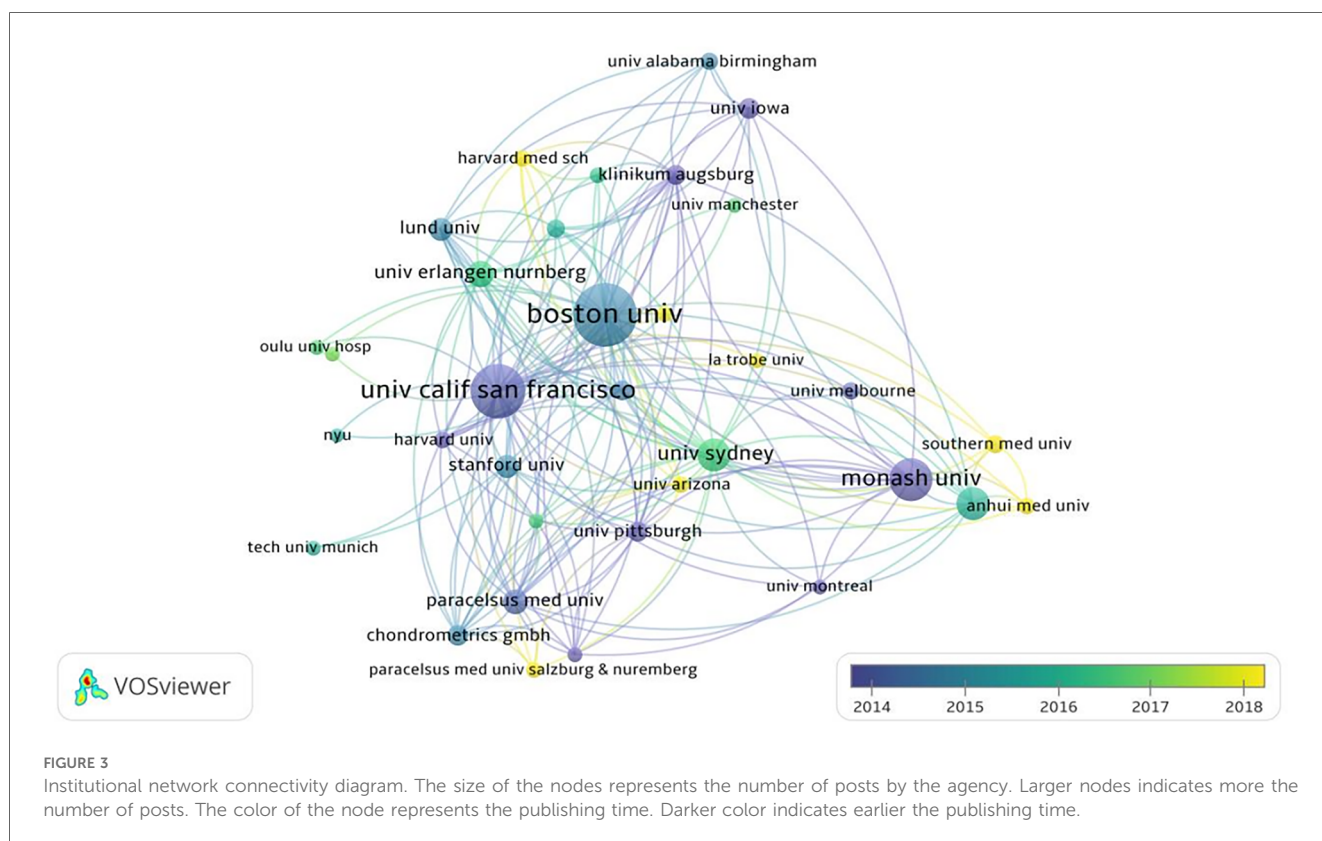 univ alabama birmingham
univ iowa
harvard med sch
klinikum augsburg
univ manchester
lund univ
univ erlangen nurnberg
boston univ
oulu univ hosp
la trobe univ
univ calif san francisco
univ melbourne
nyu
harvard univ
southern med univ
univ sydney
stanford univ
monash univ
univ arizona
anhui med univ
univ pittsburgh
tech univ munich
univ montreal
paracelsus med univ
chondrometrics gmbh
paracelsus med univ salzburg & nuremberg
VOSviewer
2014 2015 2016 2017 2018
FIGURE 3
Institutional network connectivity diagram. The size of the nodes represents the number of posts by the agency. Larger nodes indicates more the
number of posts. The color of the node represents the publishing time. Darker color indicates earlier the publishing time.